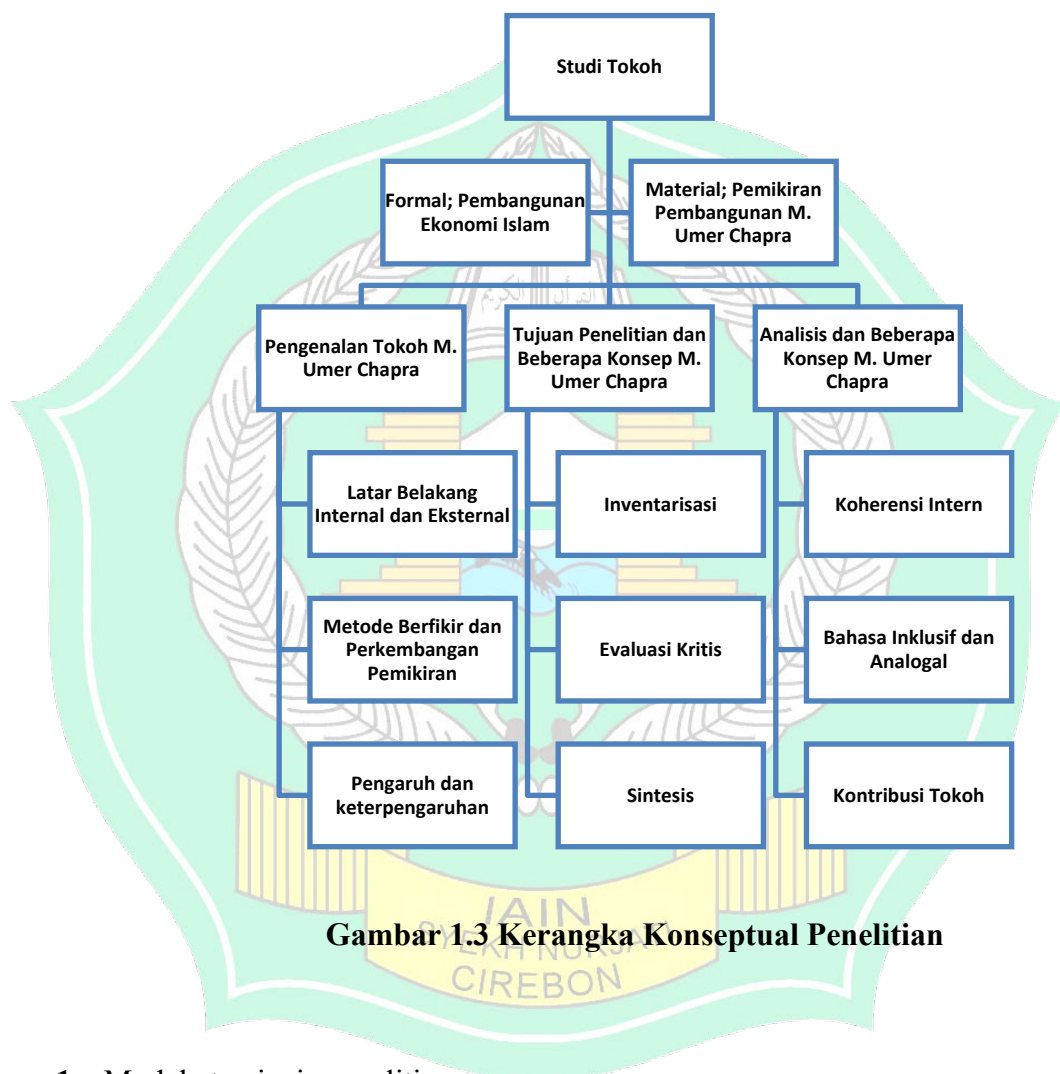 Studi Tokoh
Formal; Pembangunan
Ekonomi Islam
Material; Pemikiran
Pembangunan M.
Umer Chapra
القرآن الكريم
Pengenalan Tokoh M.
Umer Chapra
Tujuan Penelitian dan
Beberapa Konsep M.
Umer Chapra
Analisis dan Beberapa
Konsep M. Umer
Chapra
Latar Belakang
Internal dan Eksternal
Inventarisasi
Koherensi Intern
Metode Berfikir dan
Perkembangan
Pemikiran
Evaluasi Kritis
Bahasa Inklusif dan
Analogal
Pengaruh dan
keterpengaruhan
Sintesis
Kontribusi Tokoh
IAIN
Gambar 1.3 Kerangka Konseptual Penelitian
CIREBON